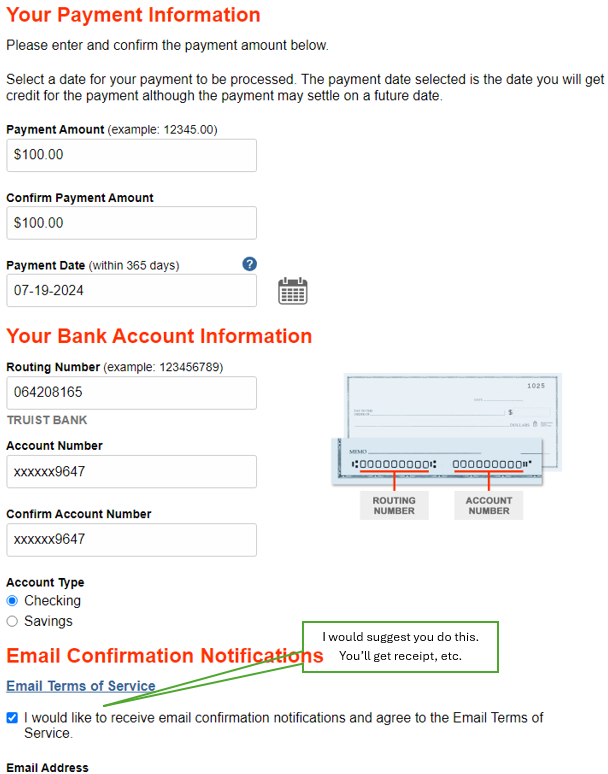 Your Payment Information
Please enter and confirm the payment amount below.
Select a date for your payment to be processed. The payment date selected is the date you will get
credit for the payment although the payment may settle on a future date.
Payment Amount (example: 12345.00)
$100.00
Confirm Payment Amount
$100.00
Payment Date (within 365 days) ?
07-19-2024
Your Bank Account Information
Routing Number (example: 123456789)
064208165
TRUIST BANK
Account Number
xxxxxx9647
Confirm Account Number
xxxxxx9647
1025
$
MEMO
000000000 000000000
ROUTING
NUMBER
ACCOUNT
NUMBER
Account Type
Checking
Savings
I would suggest you do this.
You'll get receipt, etc.
Email Confirmation Notifications
Email Terms of Service
I would like to receive email confirmation notifications and agree to the Email Terms of
Service.
Email Address